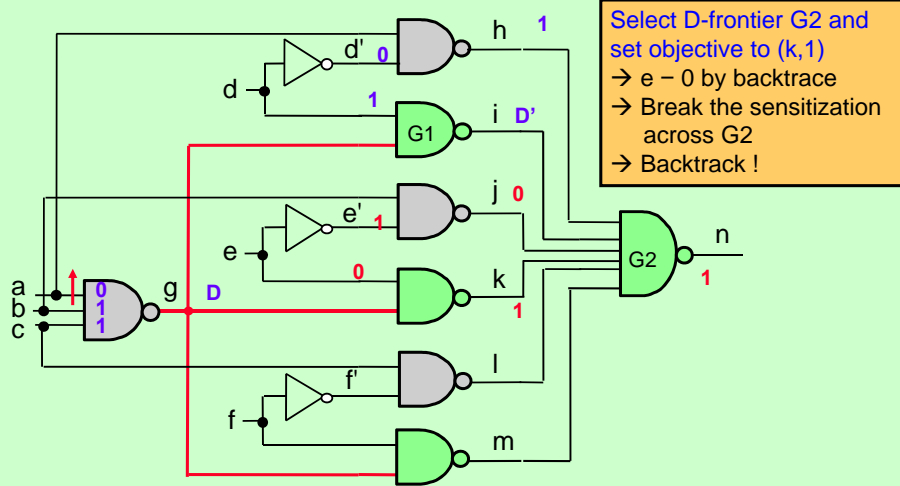 Select D-frontier G2 and
set objective to (k,1)
→ e − 0 by backtrace
→ Break the sensitization
across G2
→ Backtrack !
h 1
d' 0
d
1
i D'
G1
j 0
e' 1
e
0
k
1
G2
n
1
a
b
c
0
1
1
g D
l
f'
f
m